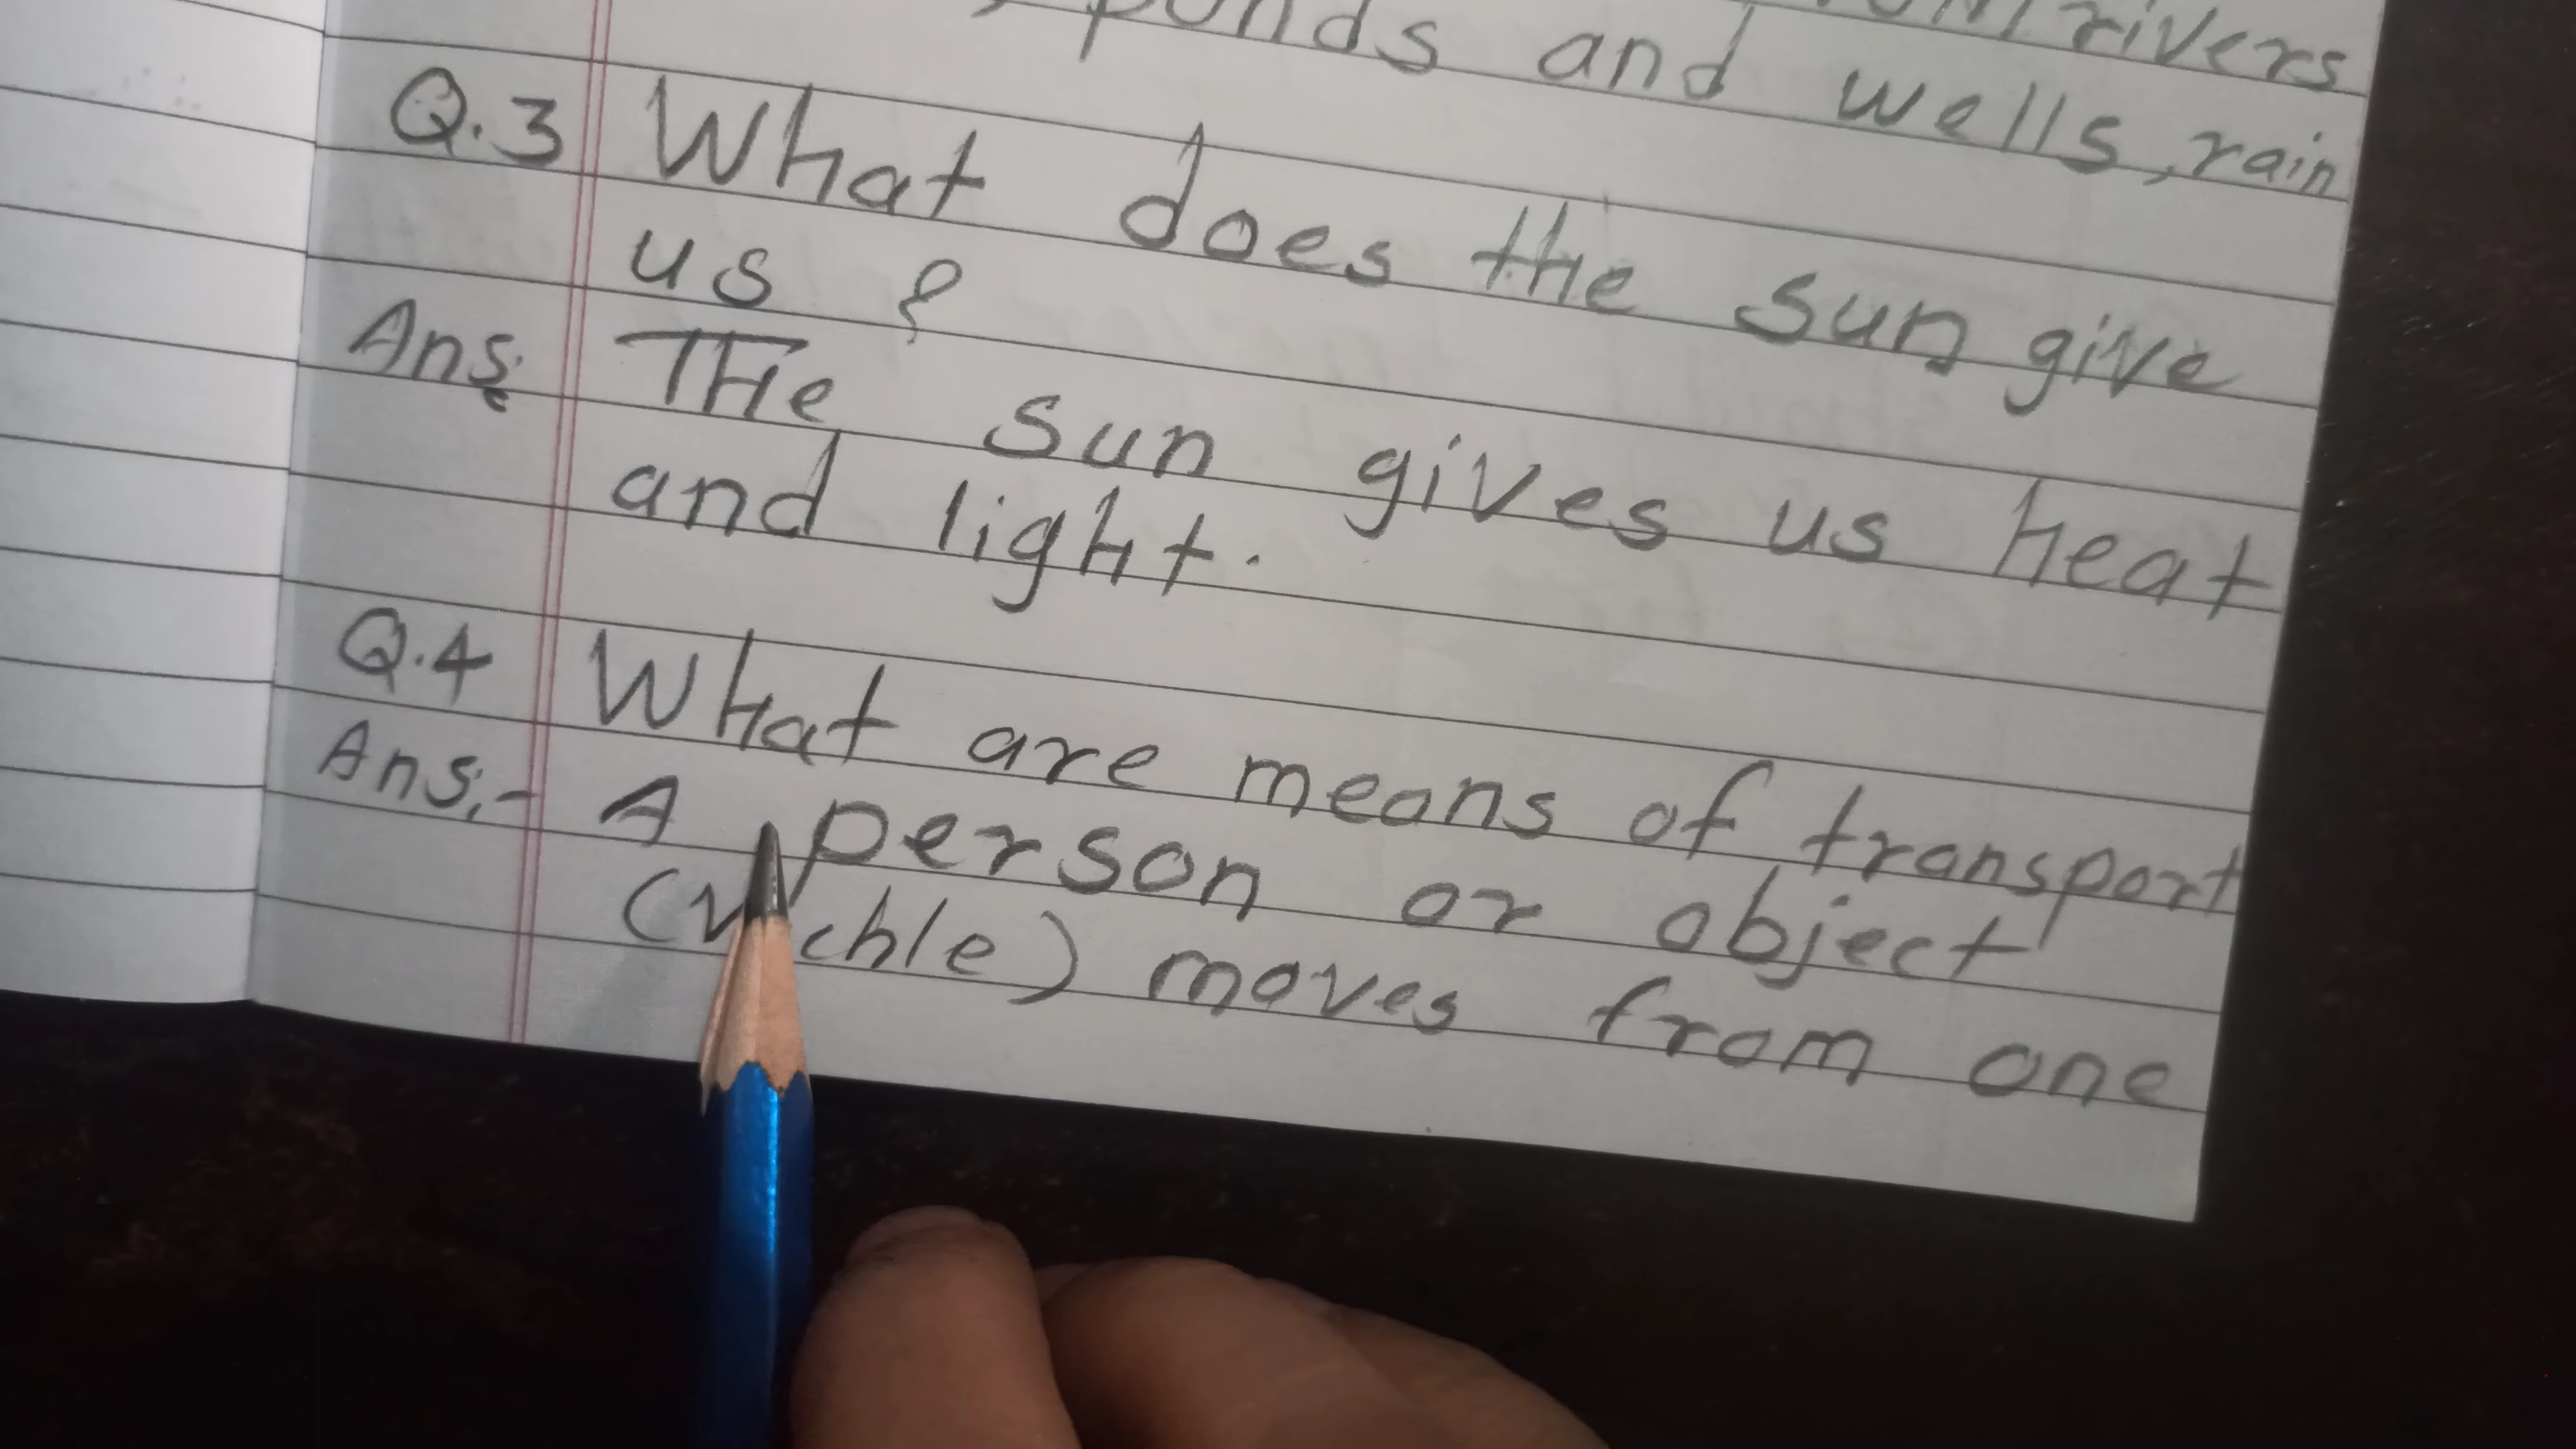 rivers
ponds and wells, rain
Q.3 What does the sun give
us ?
Ans: The sun gives us heat
and light.
Q.4 What are means of transport
Ans:- A person or object
moves from one